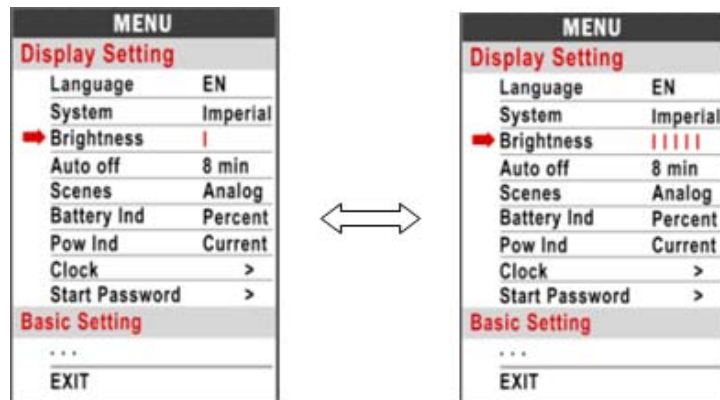 MENU
Display Setting
Language EN
System Imperial
Brightness |
Auto off 8 min
Scenes Analog
Battery Ind Percent
Pow Ind Current
Clock >
Start Password >
Basic Setting
...
EXIT
MENU
Display Setting
Language EN
System Imperial
Brightness | | | | |
Auto off 8 min
Scenes Analog
Battery Ind Percent
Pow Ind Current
Clock >
Start Password >
Basic Setting
...
EXIT